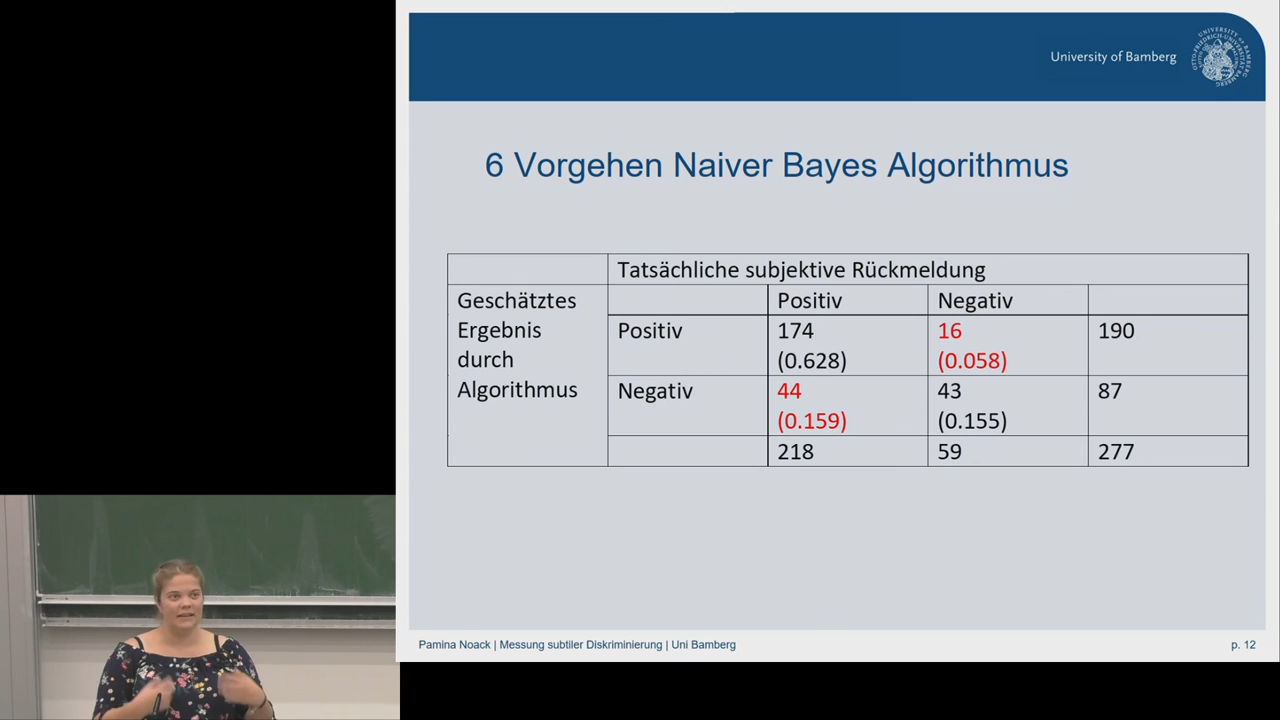 University of Bamberg
6 Vorgehen Naiver Bayes Algorithmus
Tatsächliche subjektive Rückmeldung
Geschätztes Ergebnis durch Algorithmus
Positiv Negativ
Positiv 174 (0.628) 16 (0.058) 190
Negativ 44 (0.159) 43 (0.155) 87
218 59 277
Pamina Noack | Messung subtiler Diskriminierung | Uni Bamberg p. 12